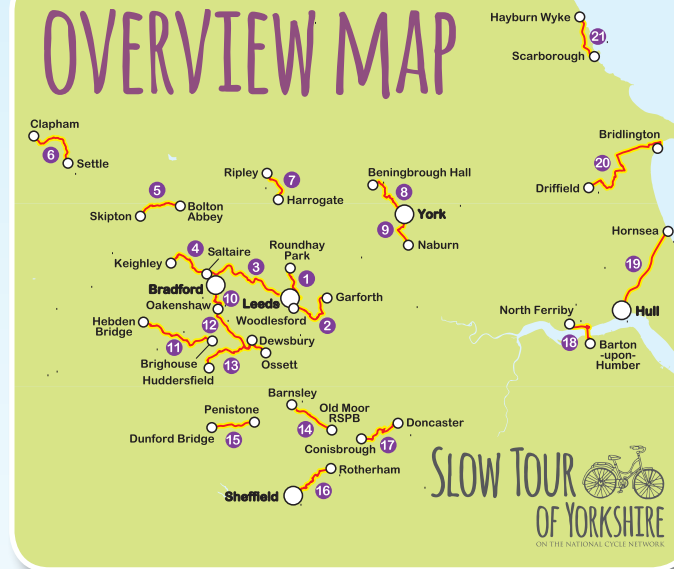 OVERVIEW MAP
Hayburn Wyke
21
Scarborough
Clapham
6
Settle
Bridlington
20
Driffield
Ripley
7
Harrogate
Beningbrough Hall
8
York
9
Naburn
5
Bolton
Abbey
Skipton
Hornsea
19
Hull
4
Saltaire
Keighley
3
Roundhay
Park
1
Bradford
10
Leeds
Garforth
Oakenshaw
Woodlesford
2
Hebden
Bridge
12
11
Dewsbury
Brighouse
13
Ossett
Huddersfield
North Ferriby
18
Barton
-upon-
Humber
Barnsley
Old Moor
RSPB
14
Penistone
Dunford Bridge
15
Doncaster
17
Conisbrough
Rotherham
16
Sheffield
SLOW TOUR
OF YORKSHIRE
ON THE NATIONAL CYCLE NETWORK